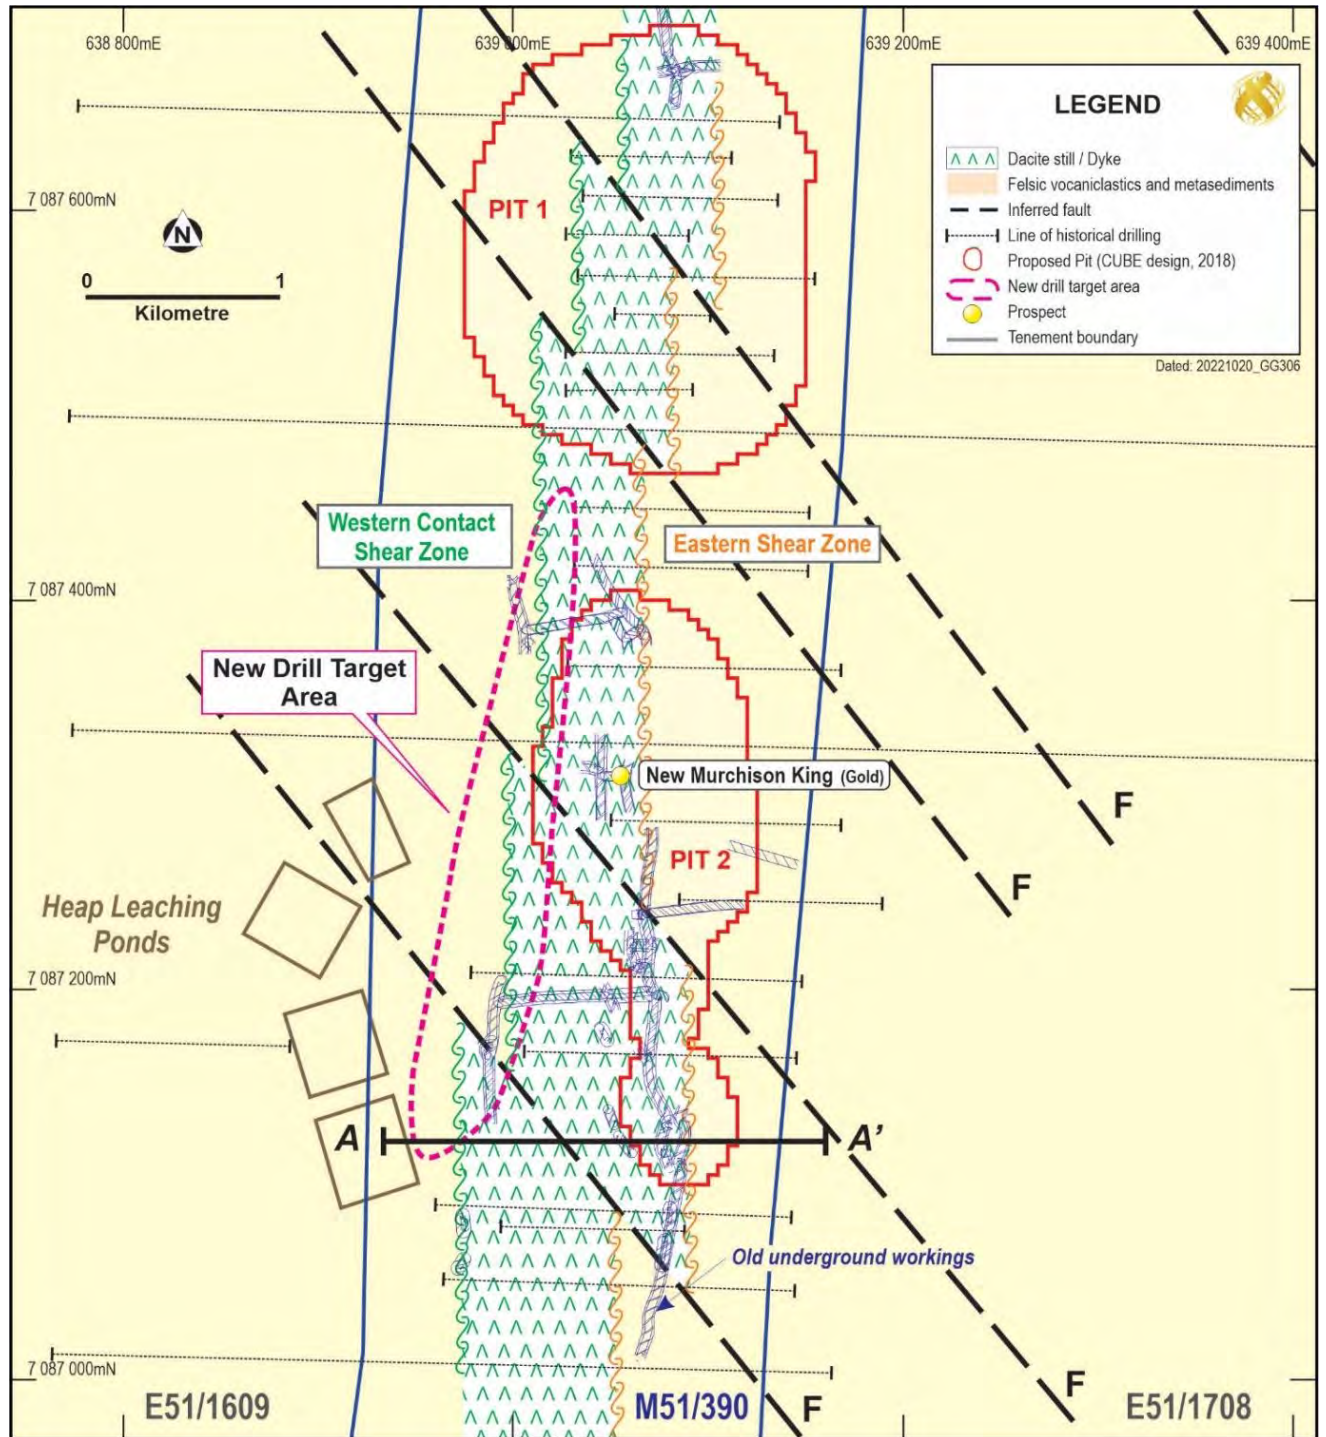 638 800mE
639 000mE
639 200mE
639 400mE
LEGEND
Dacite still / Dyke
Felsic vocaniclastics and metasediments
Inferred fault
Line of historical drilling
Proposed Pit (CUBE design, 2018)
New drill target area
Prospect
Tenement boundary
Dated: 20221020_GG306
7 087 600mN
PIT 1
N
0 1
Kilometre
Western Contact
Shear Zone
Eastern Shear Zone
7 087 400mN
New Drill Target
Area
New Murchison King (Gold)
F
PIT 2
F
Heap Leaching
Ponds
7 087 200mN
A A'
Old underground workings
7 087 000mN
E51/1609
M51/390
F
F
E51/1708